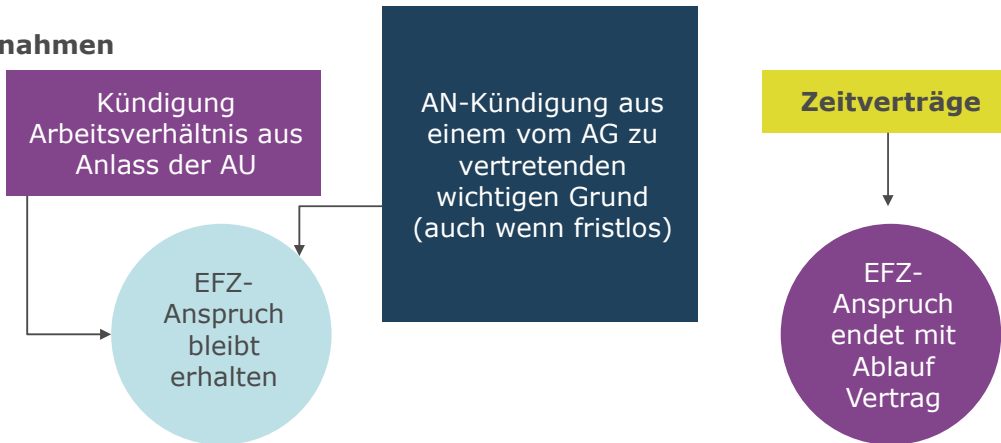 nahmen
Kündigung
Arbeitsverhältnis aus
Anlass der AU
AN-Kündigung aus
einem vom AG zu
vertretenden
wichtigen Grund
(auch wenn fristlos)
Zeitverträge
EFZ-
Anspruch
bleibt
erhalten
EFZ-
Anspruch
endet mit
Ablauf
Vertrag